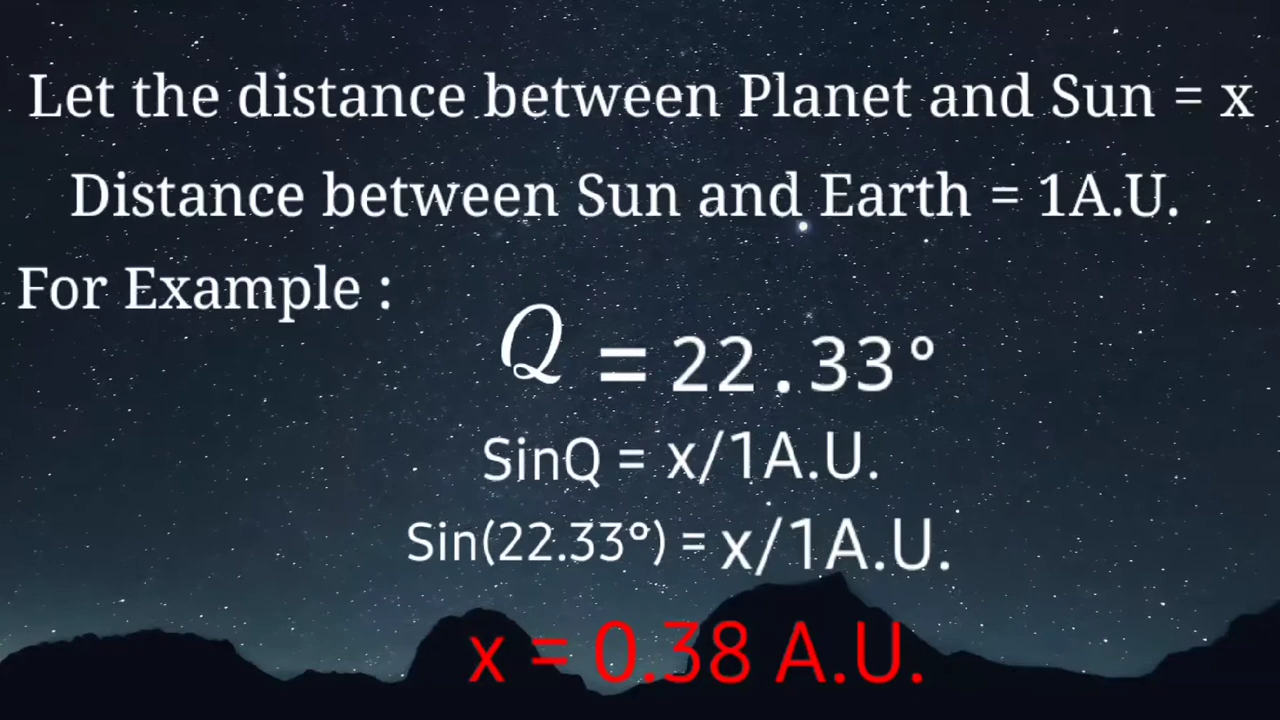 Let the distance between Planet and Sun = x
Distance between Sun and Earth = 1A.U.
For Example :
Q = 22.33°
SinQ = x/1A.U.
Sin(22.33°) = x/1A.U.
x = 0.38 A.U.